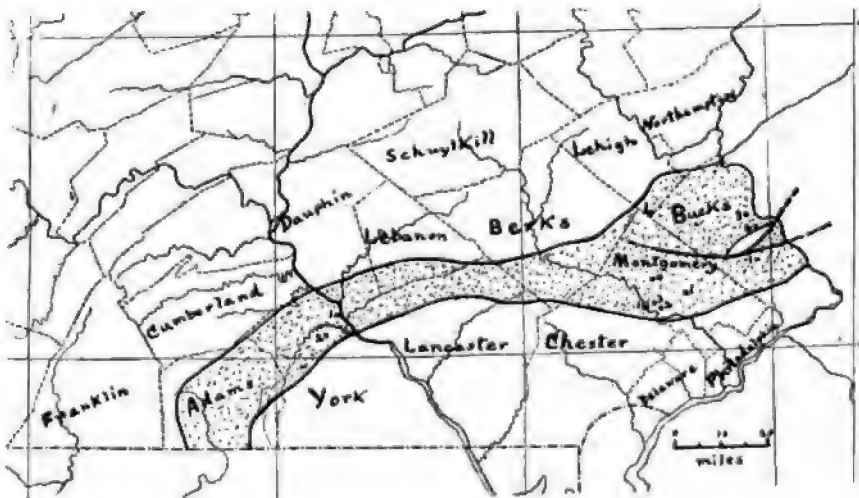 Northampton
Lehigh
Schuylkill
Dauphin
Bucks
Lebanon
Berks
Montgomery
Cumberland
Lancaster
Chester
Franklin
Adams
York
Delaware
Philadelphia
miles